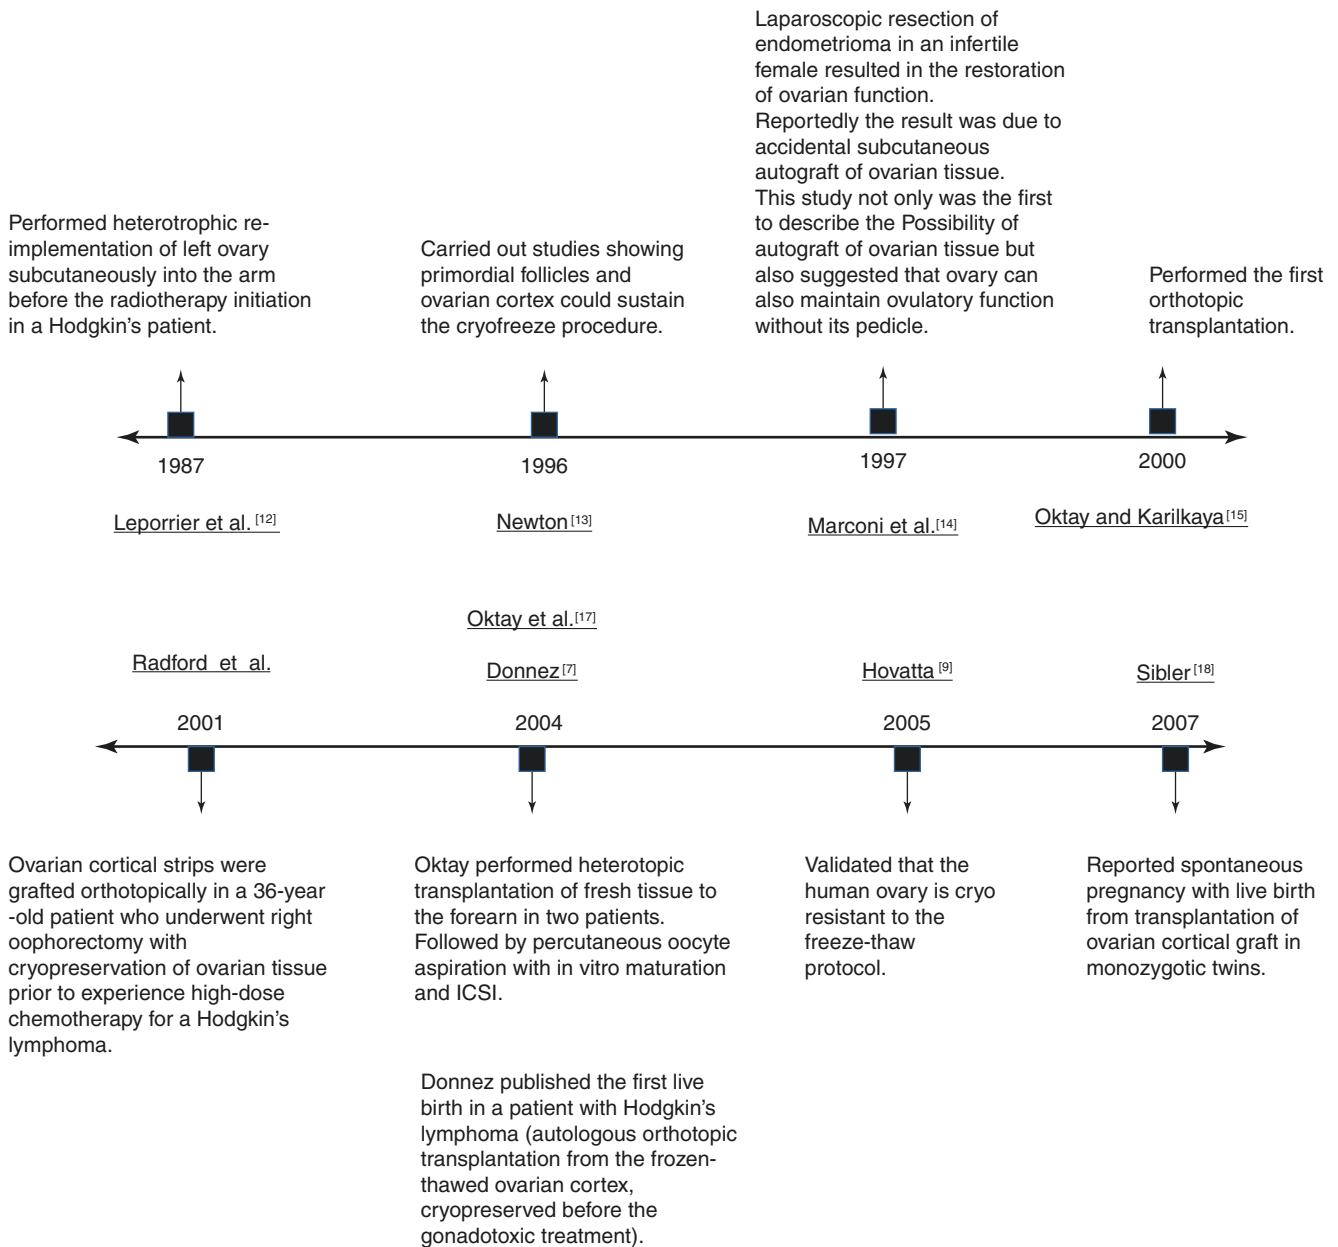 Performed heterotrophic re-
implementation of left ovary
subcutaneously into the arm
before the radiotherapy initiation
in a Hodgkin's patient.
Carried out studies showing
primordial follicles and
ovarian cortex could sustain
the cryofreeze procedure.
Laparoscopic resection of
endometrioma in an infertile
female resulted in the restoration
of ovarian function.
Reportedly the result was due to
accidental subcutaneous
autograft of ovarian tissue.
This study not only was the first
to describe the Possibility of
autograft of ovarian tissue but
also suggested that ovary can
also maintain ovulatory function
without its pedicle.
Performed the first
orthotopic
transplantation.
1987
1996
1997
2000
Leporrier et al. [12]
Newton [13]
Marconi et al.[14]
Oktay and Karilkaya [15]
Radford et al.
Oktay et al.[17]
Donnez [7]
Hovatta [9]
Sibler [18]
2001
2004
2005
2007
Ovarian cortical strips were
grafted orthotopically in a 36-year
-old patient who underwent right
oophorectomy with
cryopreservation of ovarian tissue
prior to experience high-dose
chemotherapy for a Hodgkin's
lymphoma.
Oktay performed heterotopic
transplantation of fresh tissue to
the forearn in two patients.
Followed by percutaneous oocyte
aspiration with in vitro maturation
and ICSI.
Donnez published the first live
birth in a patient with Hodgkin's
lymphoma (autologous orthotopic
transplantation from the frozen-
thawed ovarian cortex,
cryopreserved before the
gonadotoxic treatment).
Validated that the
human ovary is cryo
resistant to the
freeze-thaw
protocol.
Reported spontaneous
pregnancy with live birth
from transplantation of
ovarian cortical graft in
monozygotic twins.